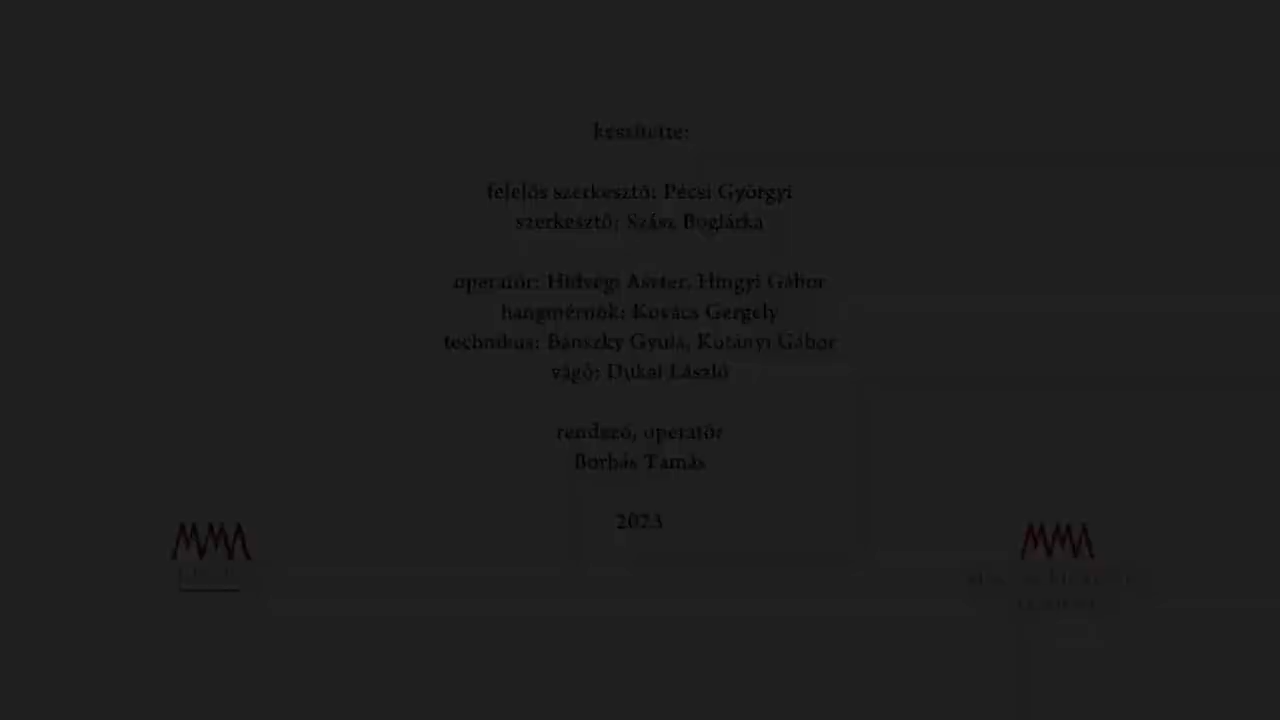 készítette:
felelős szerkesztő: Pécsi Györgyi
szerkesztő: Szász Boglárka
operatőr: Hidvégi Aszter, Hingyi Gábor
hangmérnök: Kovács Gergely
technikus: Bánszky Gyula, Kotányi Gábor
vágó: Dukai László
rendező, operatőr
Borbás Tamás
2023
MMA
MMA